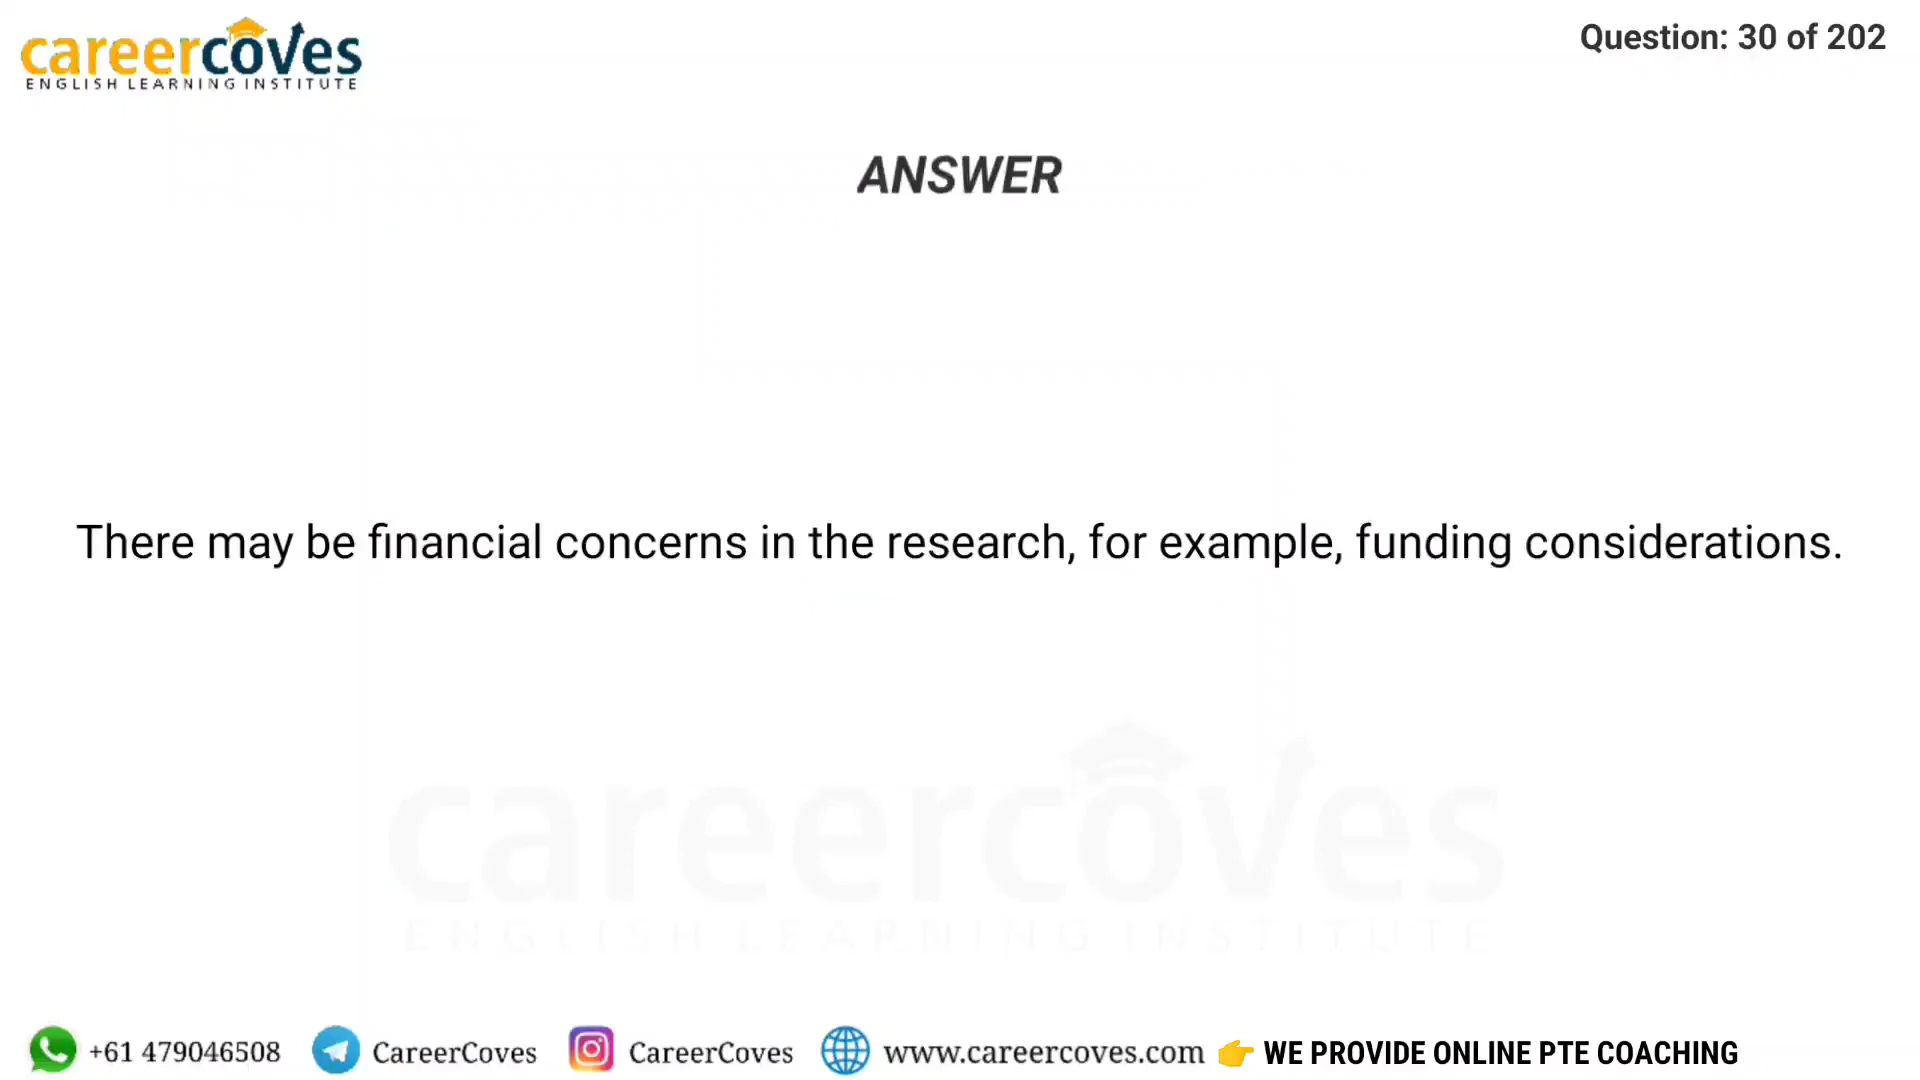 careercoves
ENGLISH LEARNING INSTITUTE
Question: 30 of 202
ANSWER
There may be financial concerns in the research, for example, funding considerations.
careercoves
ENGLISH LEARNING INSTITUTE
+61 479046508 CareerCoves CareerCoves www.careercoves.com 👉 WE PROVIDE ONLINE PTE COACHING